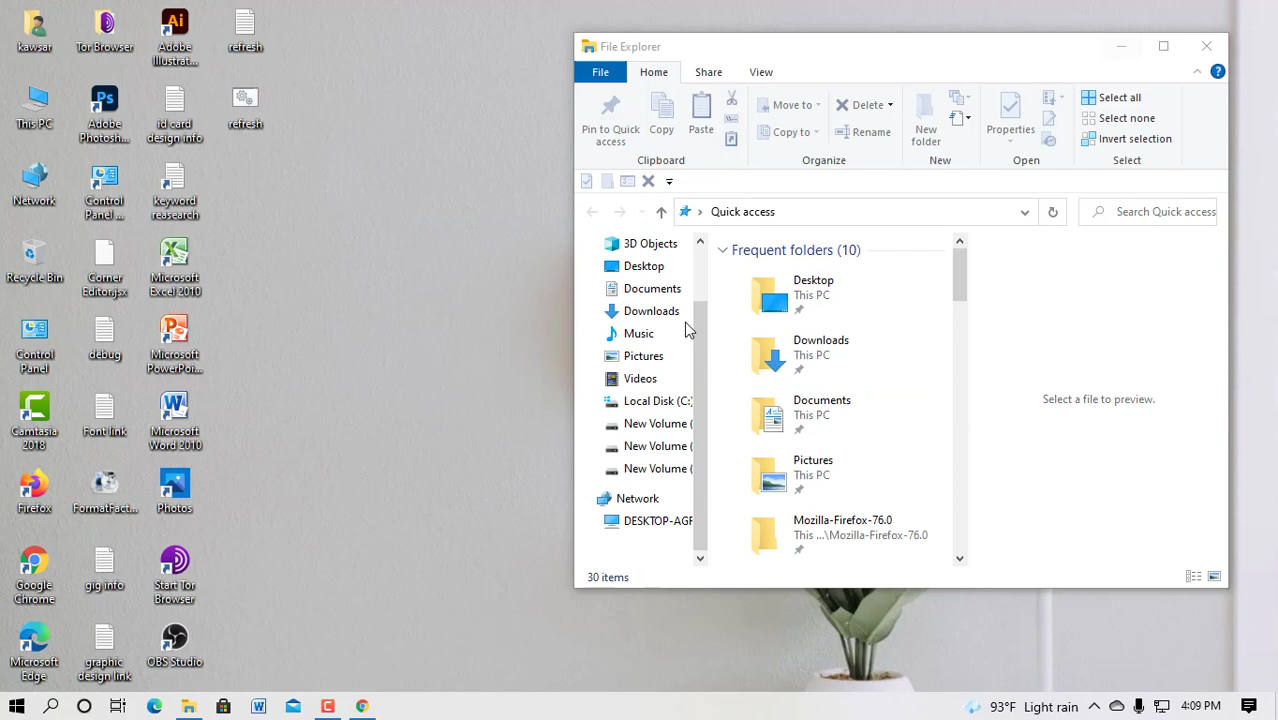 kawsar
Tor Browser
Adobe
Illustrat...
refresh
This PC
Adobe
Photosh...
id card
design info
refresh
Network
Control
Panel ...
keyword
reasearch
Recycle Bin
Corner
Editor.jsx
Microsoft
Excel 2010
Control
Panel
debug
Microsoft
PowerPoi...
Camtasia
2018
Font link
Microsoft
Word 2010
Firefox
FormatFact...
Photos
Google
Chrome
gig info
Start Tor
Browser
Microsoft
Edge
graphic
design link
OBS Studio
File Explorer
File Home Share View
Pin to Quick
access
Copy
Paste
Clipboard
Move to
Copy to
Delete
Rename
Organize
New
folder
New
Properties
Open
Select all
Select none
Invert selection
Select
Quick access
Search Quick access
3D Objects
Desktop
Documents
Downloads
Music
Pictures
Videos
Local Disk (C:)
New Volume (
New Volume (
New Volume (
Network
DESKTOP-AGF
Frequent folders (10)
Desktop
This PC
Downloads
This PC
Documents
This PC
Pictures
This PC
Mozilla-Firefox-76.0
This ...\Mozilla-Firefox-76.0
Select a file to preview.
30 items
93°F Light rain
4:09 PM